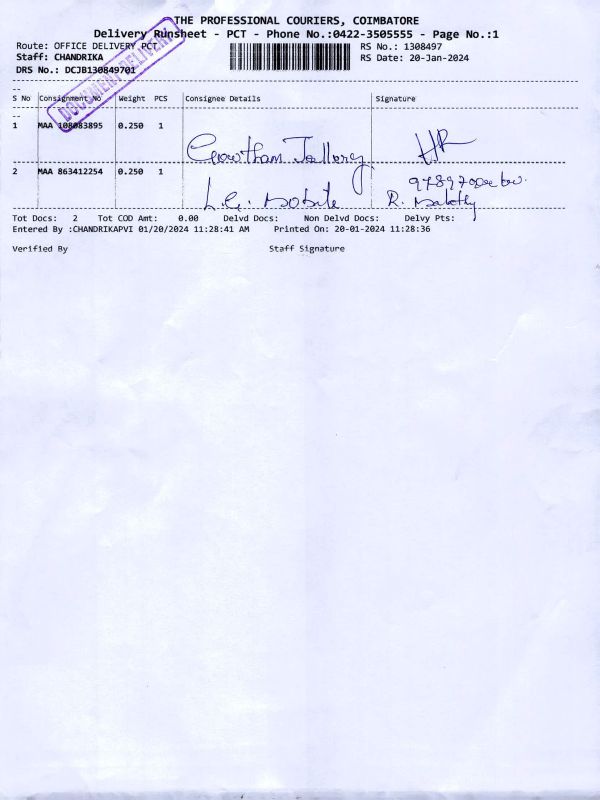 THE PROFESSIONAL COURIERS, COIMBATORE
Delivery Runsheet - PCT - Phone No.:0422-3505555 - Page No.:1
Route: OFFICE DELIVERY PCT
RS No.: 1308497
Staff: CHANDRIKA
RS Date: 20-Jan-2024
DRS No.: DCJB130849701
DOCUMENT DELIVERY
S No Consignment No Weight PCS Consignee Details Signature
1 MAA 108083895 0.250 1
Gowtham
2 MAA 863412254 0.250 1
L.G. Mobile R.
Tot Docs: 2 Tot COD Amt: 0.00 Delvd Docs: Non Delvd Docs: Delvy Pts:
Entered By :CHANDRIKAPVI 01/20/2024 11:28:41 AM Printed On: 20-01-2024 11:28:36
Verified By Staff Signature